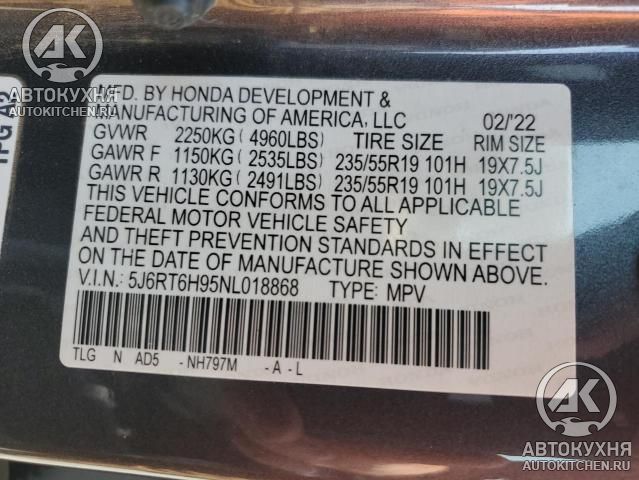 АК
АВТОКУХНЯ
AUTOKITCHEN.RU
MFD. BY HONDA DEVELOPMENT &
MANUFACTURING OF AMERICA, LLC 02/'22
GVWR 2250KG ( 4960LBS) TIRE SIZE RIM SIZE
GAWR F 1150KG ( 2535LBS) 235/55R19 101H 19X7.5J
GAWR R 1130KG ( 2491LBS) 235/55R19 101H 19X7.5J
THIS VEHICLE CONFORMS TO ALL APPLICABLE
FEDERAL MOTOR VEHICLE SAFETY
AND THEFT PREVENTION STANDARDS IN EFFECT
ON THE DATE OF MANUFACTURE SHOWN ABOVE.
V.I.N.: 5J6RT6H95NL018868 TYPE: MPV
TLG N AD5 -NH797M -A-L
АК
АВТОКУХНЯ
AUTOKITCHEN.RU